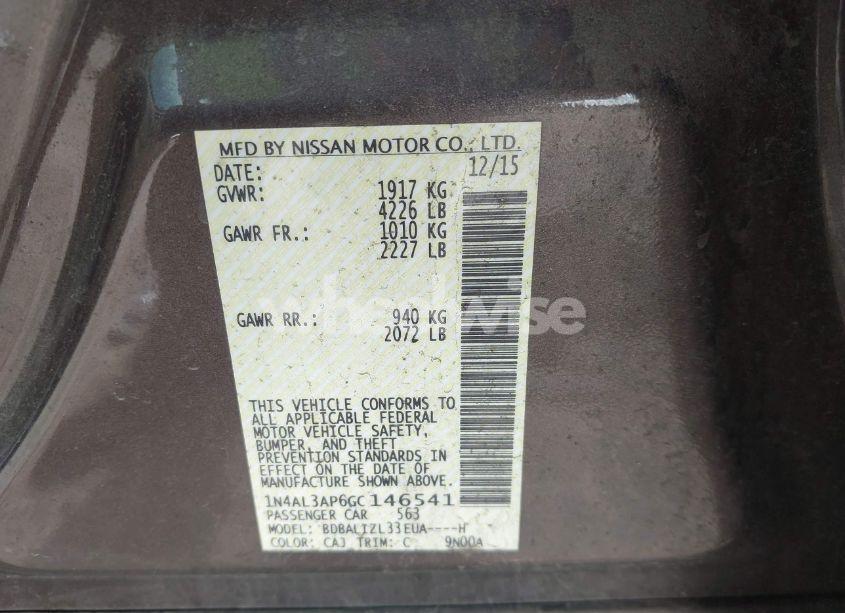 MFD BY NISSAN MOTOR CO., LTD.
DATE: 12/15
GVWR: 1917 KG
4226 LB
GAWR FR.: 1010 KG
2227 LB
GAWR RR.: 940 KG
2072 LB
wheelwise
THIS VEHICLE CONFORMS TO
ALL APPLICABLE FEDERAL
MOTOR VEHICLE SAFETY,
BUMPER, AND THEFT
PREVENTION STANDARDS IN
EFFECT ON THE DATE OF
MANUFACTURE SHOWN ABOVE.
1N4AL3AP6GC146541
PASSENGER CAR 563
MODEL: BDBALTZL33EUA----H
COLOR: CAJ TRIM: C 9N00A